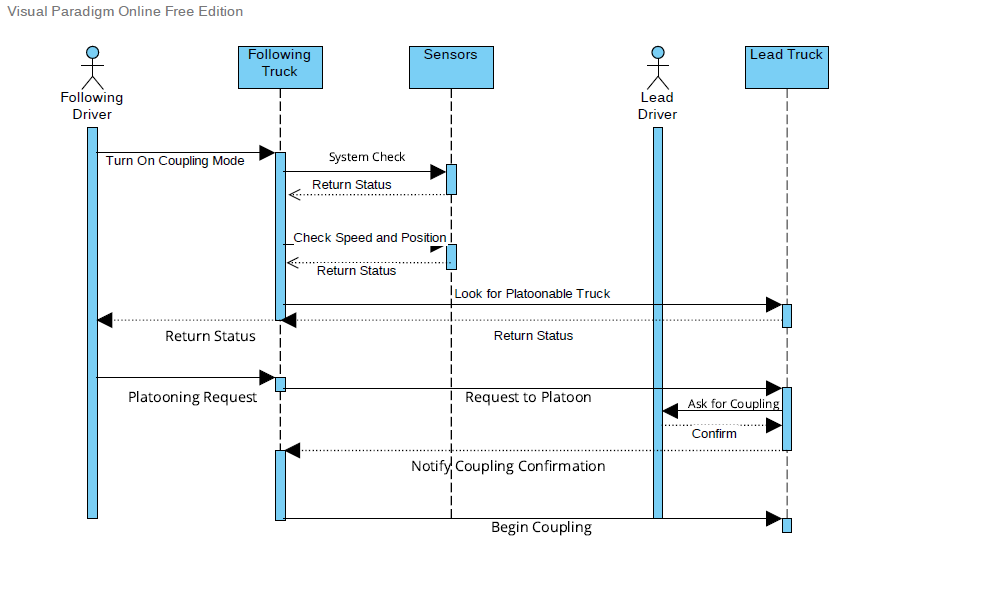 Visual Paradigm Online Free Edition
Following
Truck
Sensors
Lead Truck
Following
Driver
Lead
Driver
Turn On Coupling Mode
System Check
Return Status
Check Speed and Position
Return Status
Look for Platoonable Truck
Return Status
Return Status
Platooning Request
Request to Platoon
Ask for Coupling
Confirm
Notify Coupling Confirmation
Begin Coupling